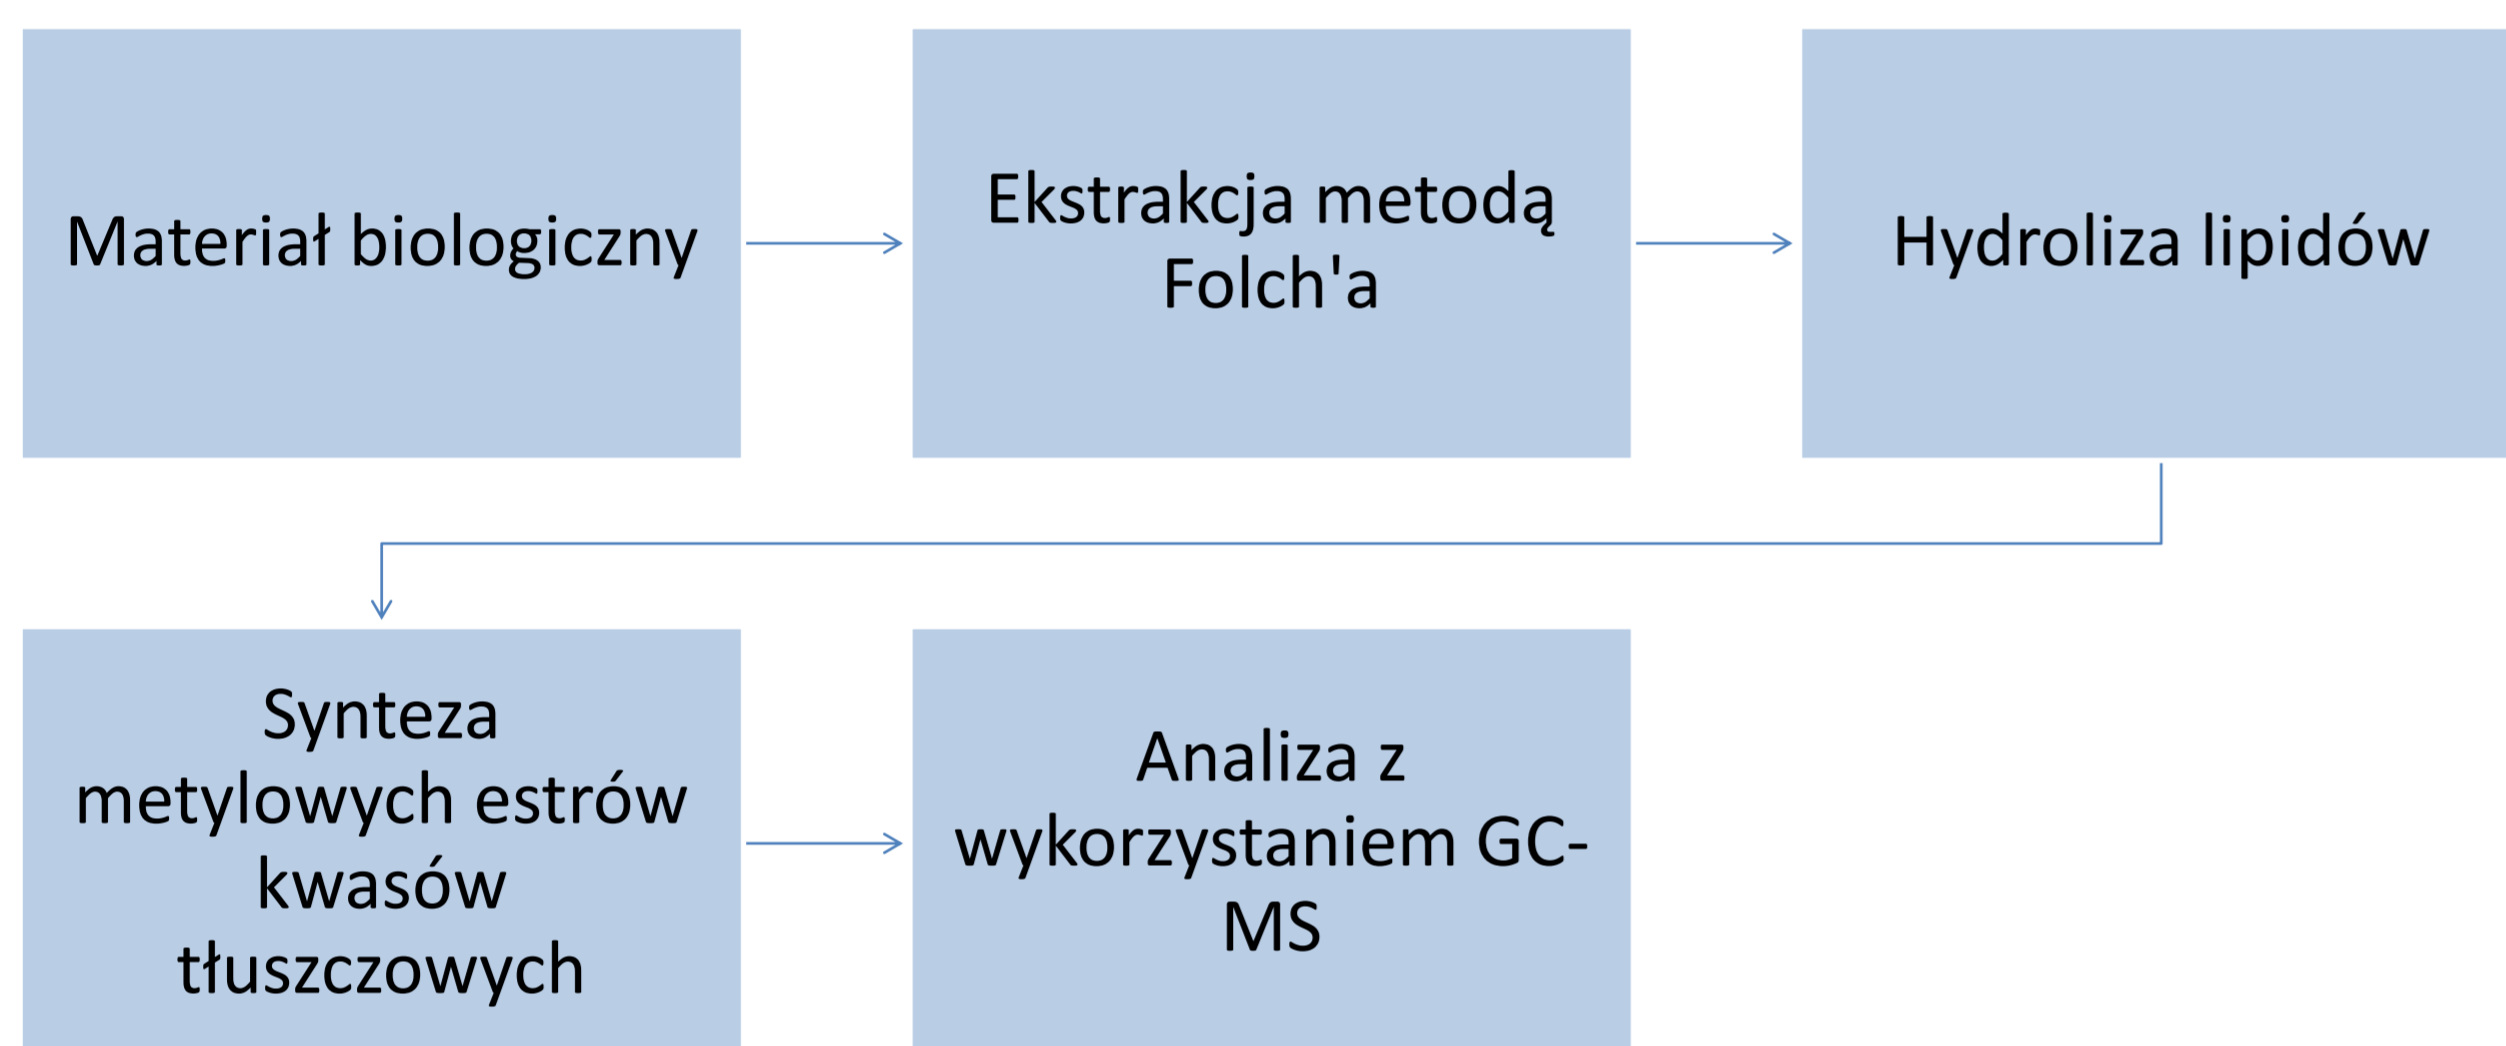 Materiał biologiczny
Ekstrakcja metodą
Folch'a
Hydroliza lipidów
Synteza
metylowych estrów
kwasów
tłuszczowych
Analiza z
wykorzystaniem GC-
MS